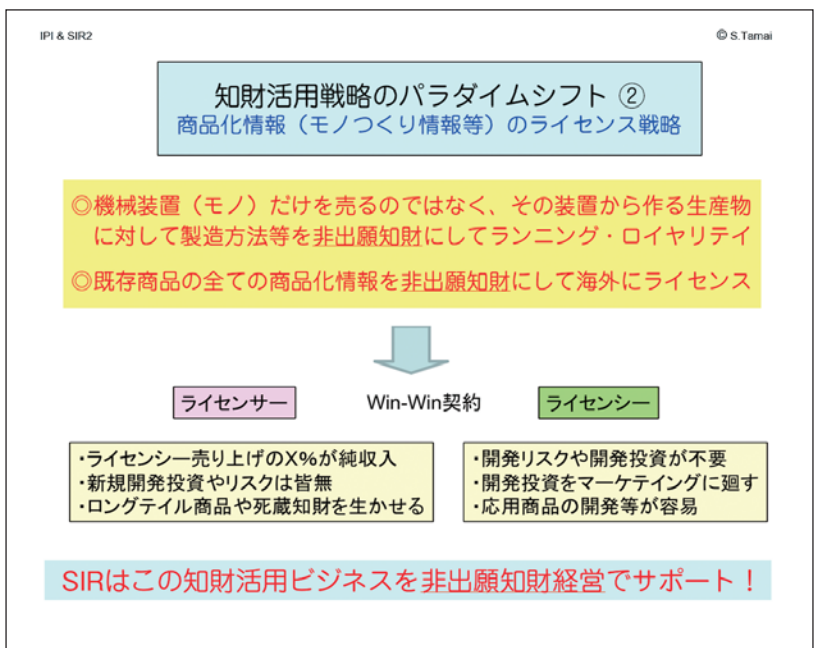 IPI & SIR2
© S.Tamai
知財活用戦略のパラダイムシフト ②
商品化情報（モノつくり情報等）のライセンス戦略
◎機械装置（モノ）だけを売るのではなく、その装置から作る生産物
に対して製造方法等を非出願知財にしてランニング・ロイヤリテイ
◎既存商品の全ての商品化情報を非出願知財にして海外にライセンス
ライセンサー
Win-Win契約
ライセンシー
・ライセンシー売り上げのX%が純収入
・新規開発投資やリスクは皆無
・ロングテイル商品や死蔵知財を生かせる
・開発リスクや開発投資が不要
・開発投資をマーケテイングに廻す
・応用商品の開発等が容易
SIRはこの知財活用ビジネスを非出願知財経営でサポート！